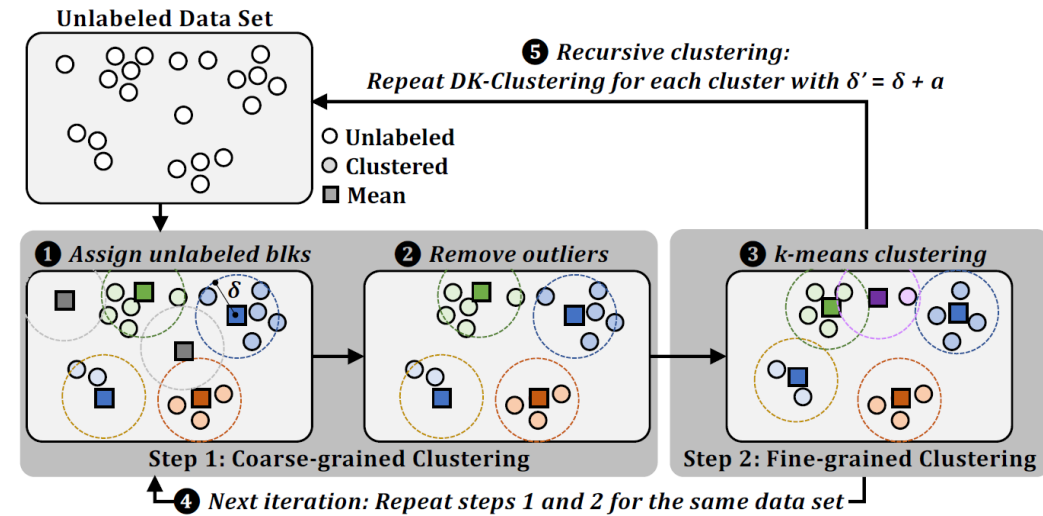 Unlabeled Data Set
❺ Recursive clustering:
Repeat DK-Clustering for each cluster with δ' = δ + a
Unlabeled
Clustered
Mean
❶ Assign unlabeled blks
❷ Remove outliers
❸ k-means clustering
δ
Step 1: Coarse-grained Clustering
Step 2: Fine-grained Clustering
❹ Next iteration: Repeat steps 1 and 2 for the same data set